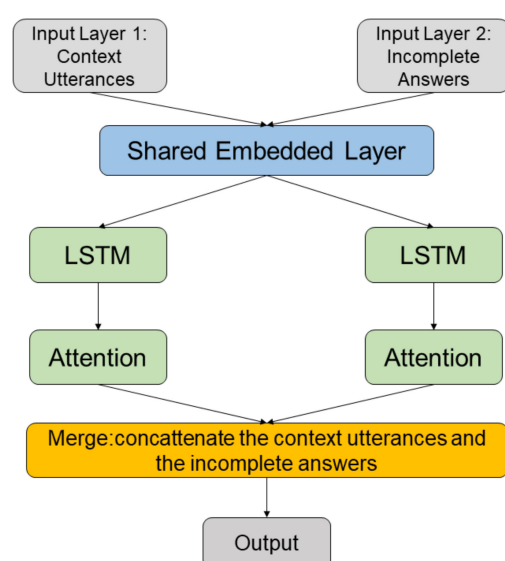 Input Layer 1:
Context
Utterances
Input Layer 2:
Incomplete
Answers
Shared Embedded Layer
LSTM
LSTM
Attention
Attention
Merge:concattenate the context utterances and
the incomplete answers
Output